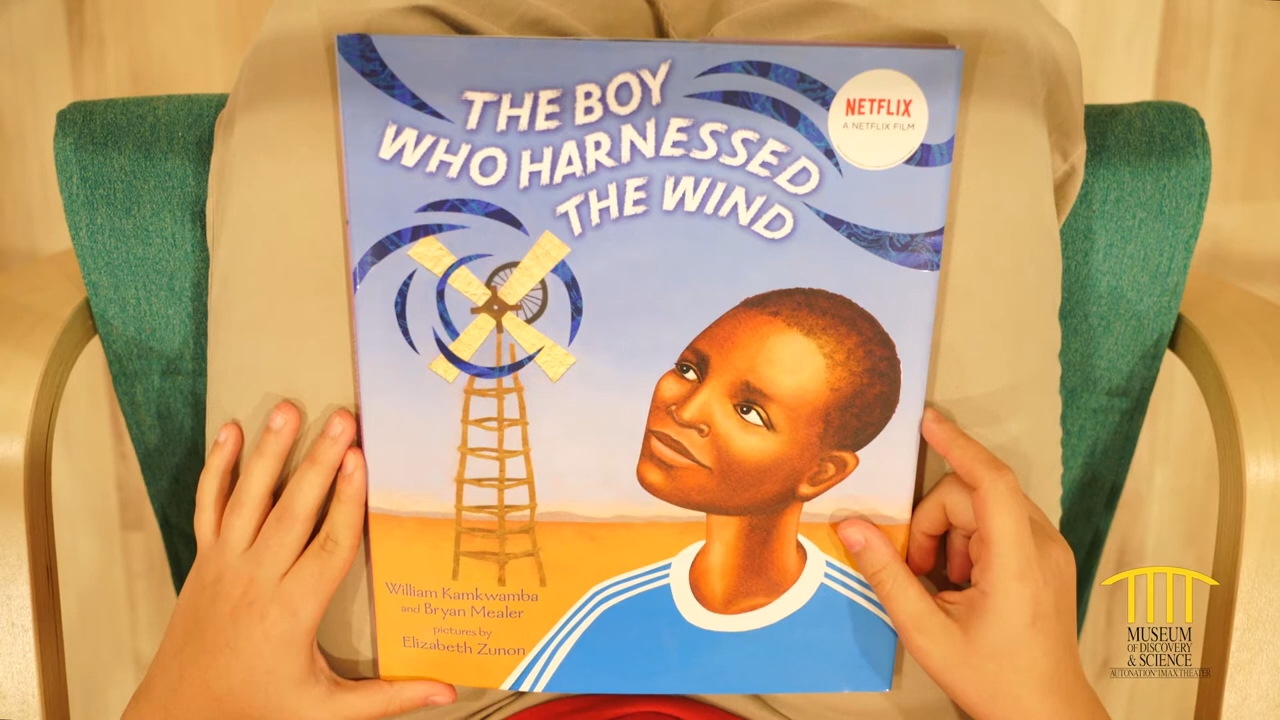 THE BOY
WHO HARNESSED
THE WIND
NETFLIX
A NETFLIX FILM
William Kamkwamba
and Bryan Mealer
pictures by
Elizabeth Zunon
MUSEUM
OF DISCOVERY
& SCIENCE
AUTONATION® IMAX THEATER